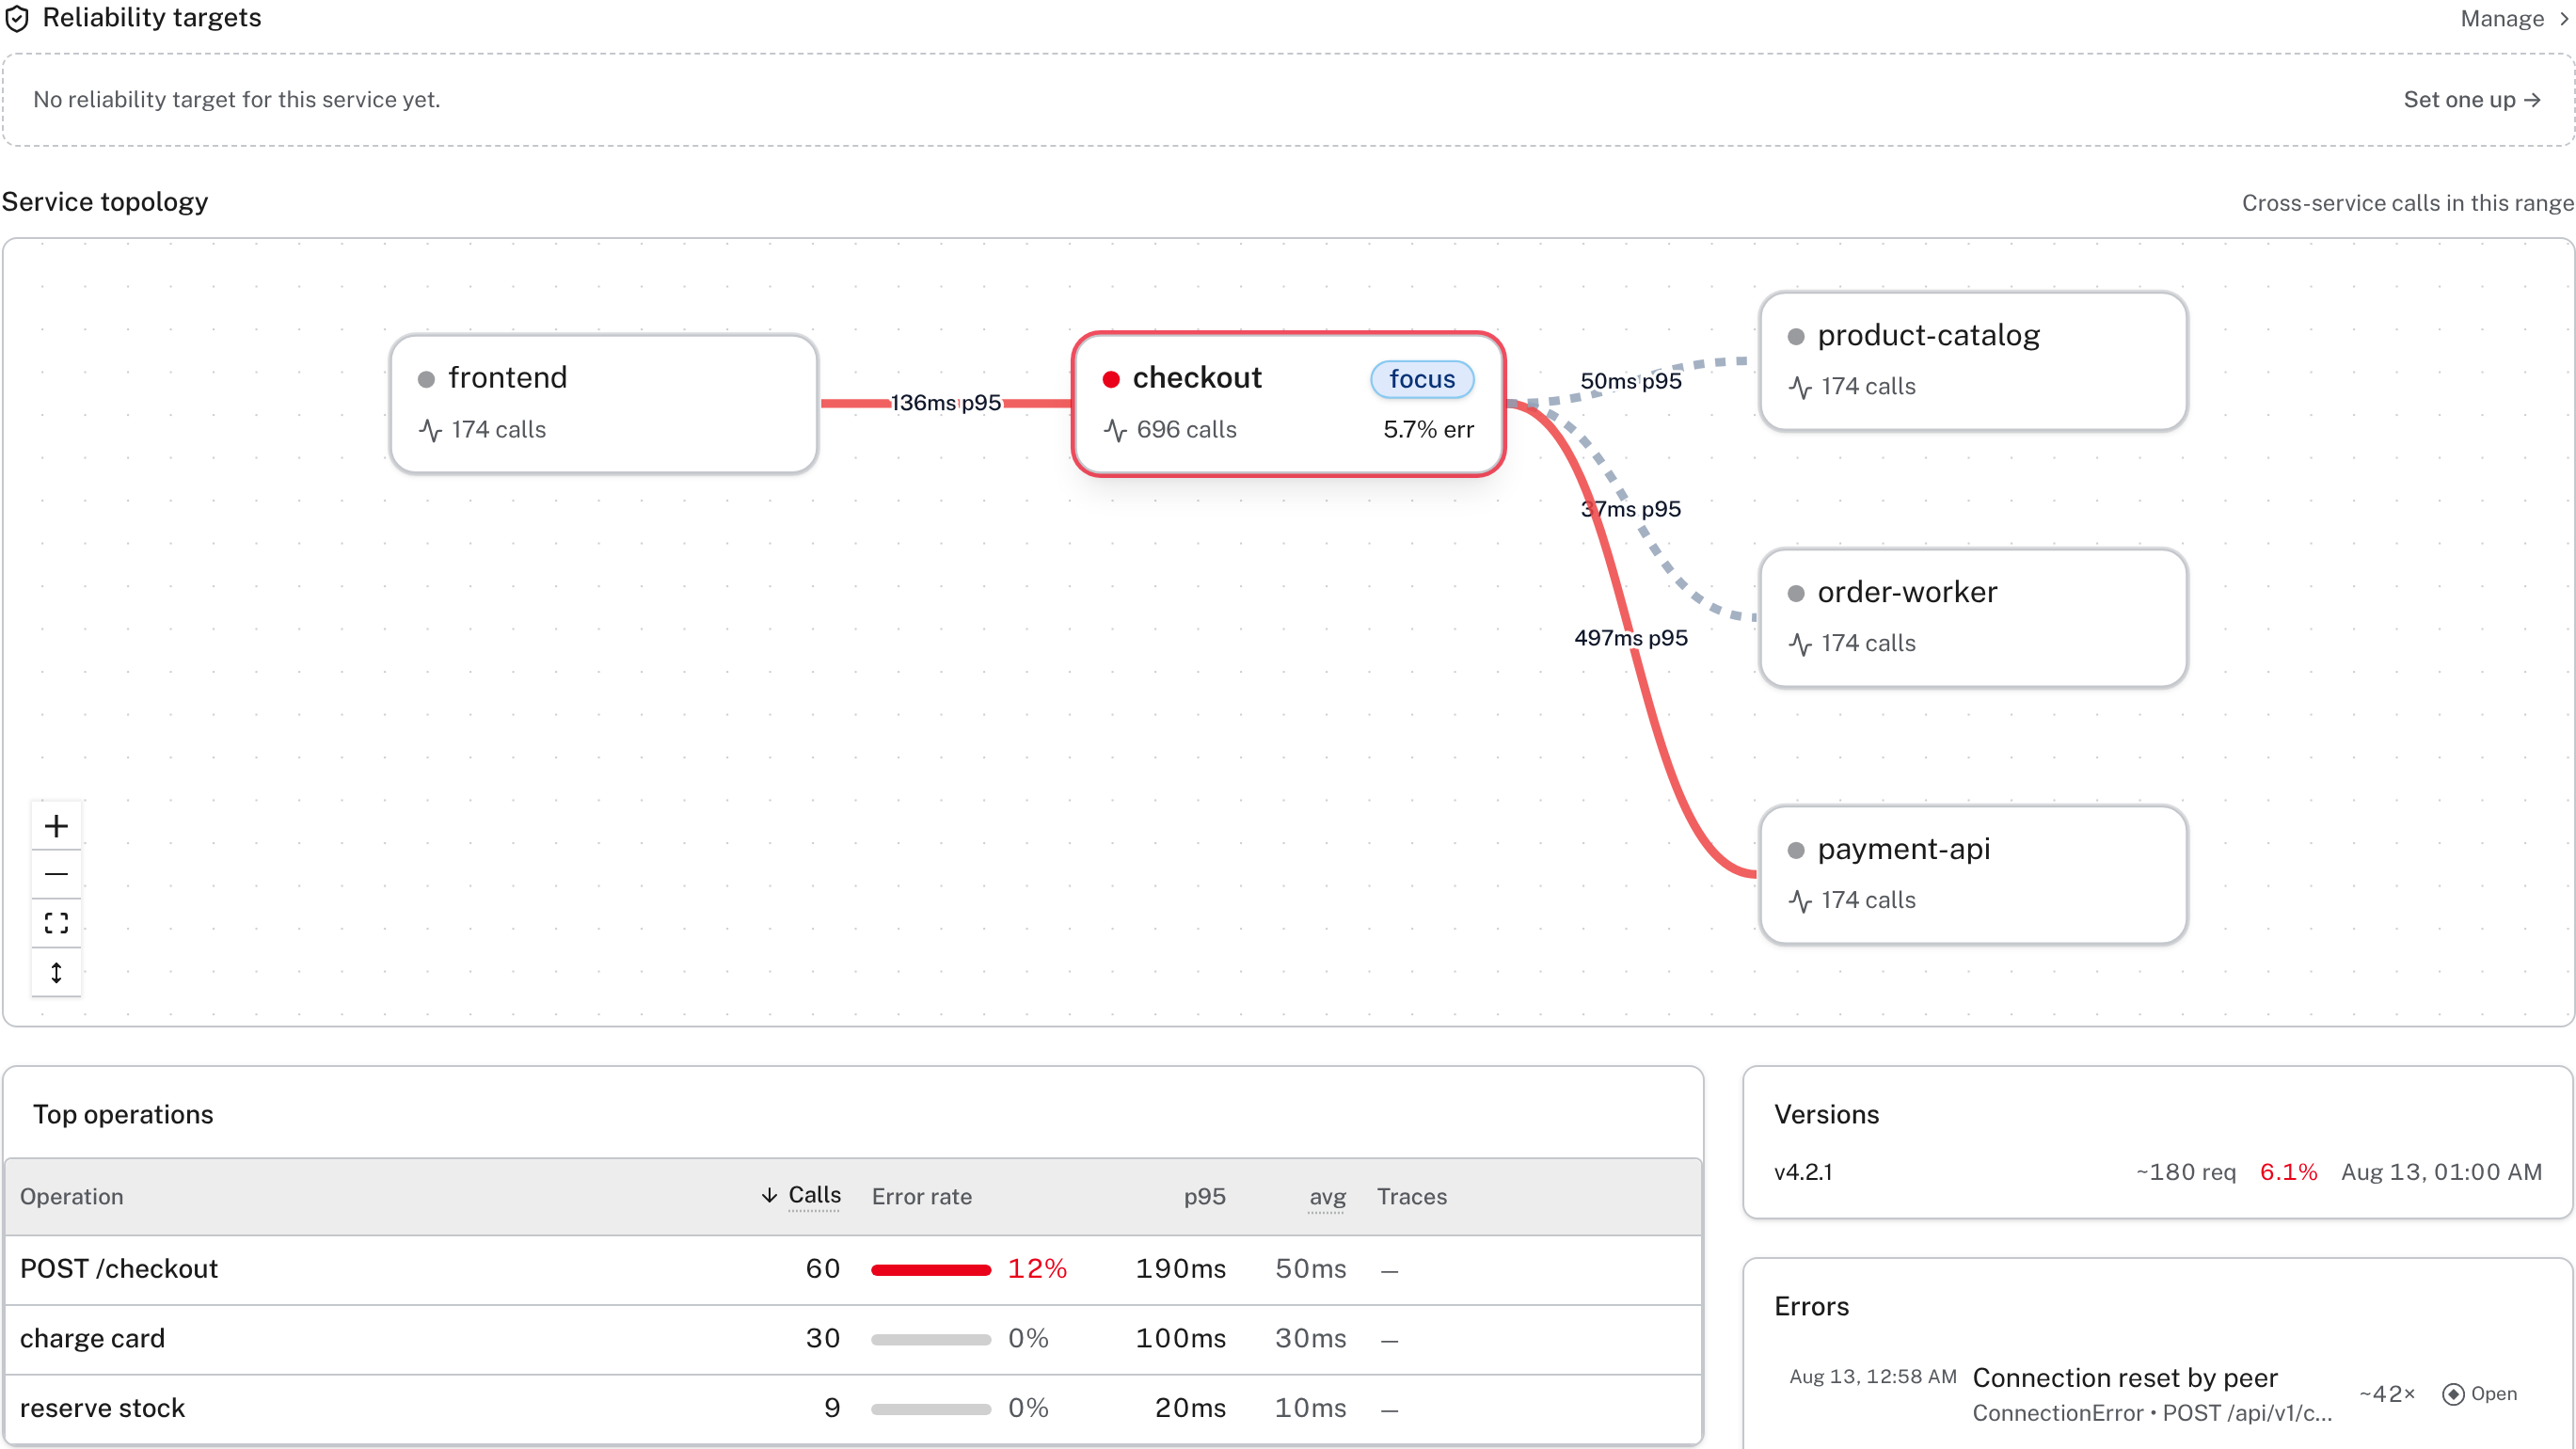 Reliability targets
Manage
No reliability target for this service yet.
Set one up →
Service topology
Cross-service calls in this range
frontend
174 calls
136ms p95
checkout
focus
696 calls
5.7% err
50ms p95
37ms p95
497ms p95
product-catalog
174 calls
order-worker
174 calls
payment-api
174 calls
Top operations
Operation ↓ Calls Error rate p95 avg Traces
POST /checkout 60 12% 190ms 50ms —
charge card 30 0% 100ms 30ms —
reserve stock 9 0% 20ms 10ms —
Versions
v4.2.1 ~180 req 6.1% Aug 13, 01:00 AM
Errors
Aug 13, 12:58 AM Connection reset by peer
ConnectionError • POST /api/v1/c...
~42× Open